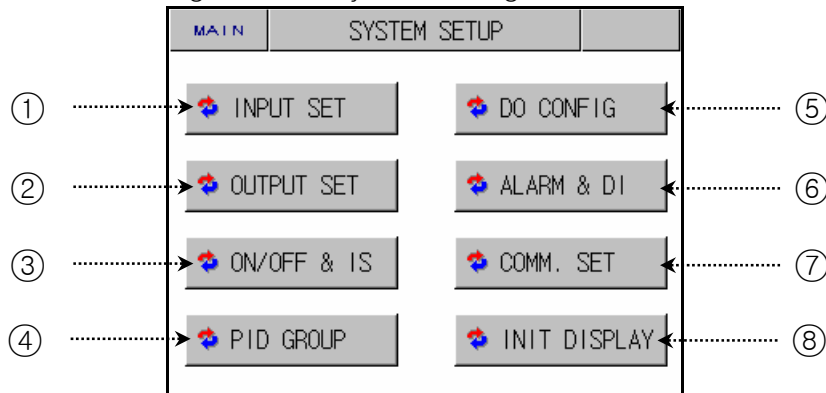 MAIN SYSTEM SETUP
① INPUT SET DO CONFIG ⑤
② OUTPUT SET ALARM & DI ⑥
③ ON/OFF & IS COMM. SET ⑦
④ PID GROUP INIT DISPLAY ⑧